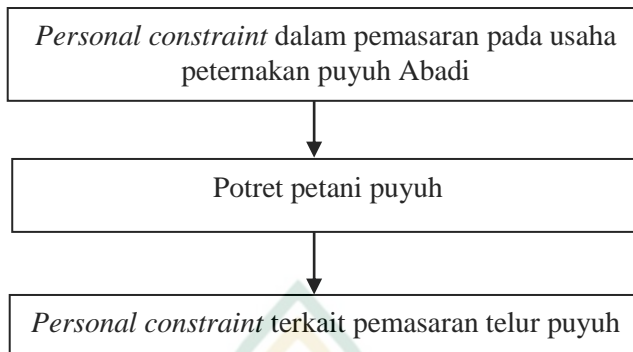 Personal constraint dalam pemasaran pada usaha
peternakan puyuh Abadi
Potret petani puyuh
Personal constraint terkait pemasaran telur puyuh